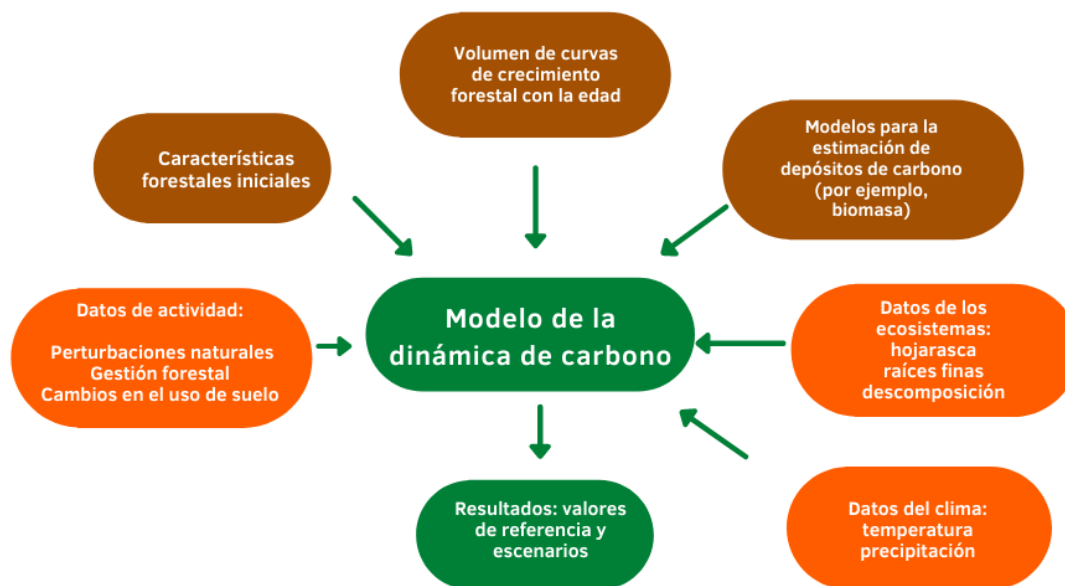 Volumen de curvas
de crecimiento
forestal con la edad
Características
forestales iniciales
Modelos para la
estimación de
depósitos de carbono
(por ejemplo,
biomasa)
Datos de actividad:
Perturbaciones naturales
Gestión forestal
Cambios en el uso de suelo
Modelo de la
dinámica de carbono
Datos de los
ecosistemas:
hojarasca
raíces finas
descomposición
Resultados: valores
de referencia y
escenarios
Datos del clima:
temperatura
precipitación